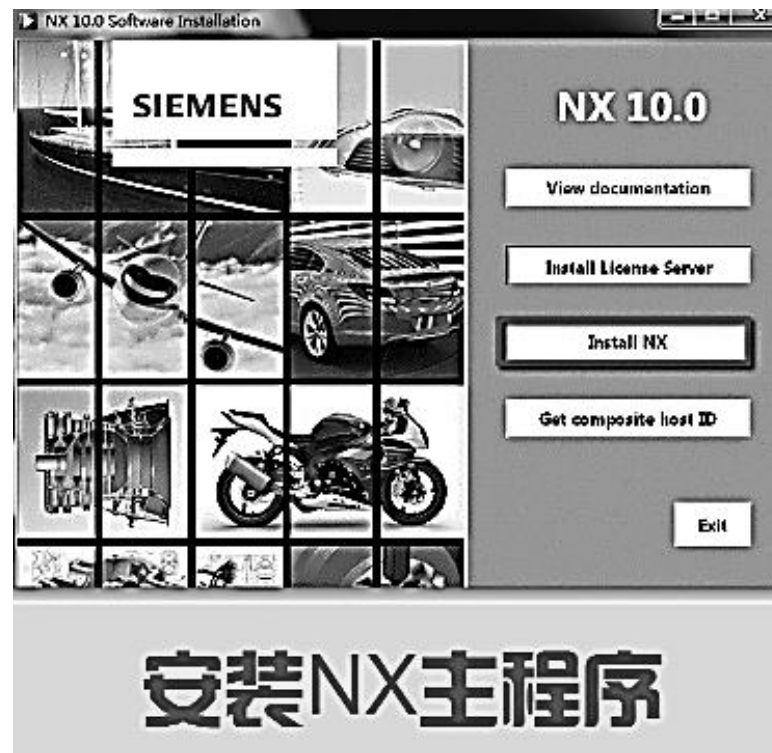 NX 10.0 Software Installation
SIEMENS
NX 10.0
View documentation
Install License Server
Install NX
Get composite host ID
Exit
安装NX主程序